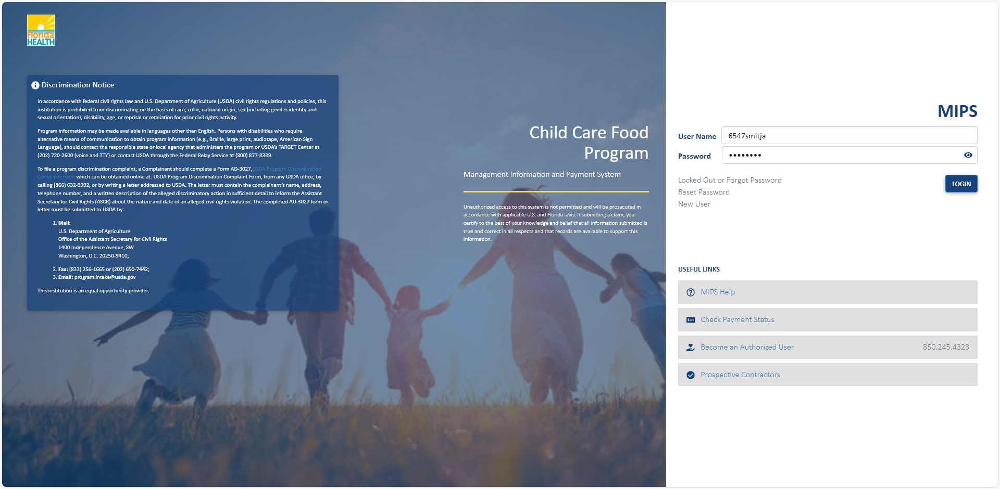 Florida
HEALTH
Discrimination Notice
In accordance with federal civil rights law and U.S. Department of Agriculture (USDA) civil rights regulations and policies, this
institution is prohibited from discriminating on the basis of race, color, national origin, sex (including gender identity and
sexual orientation), disability, age, or reprisal or retaliation for prior civil rights activity.
Program information may be made available in languages other than English. Persons with disabilities who require
alternative means of communication to obtain program information (e.g., Braille, large print, audiotape, American Sign
Language), should contact the responsible state or local agency that administers the program or USDA's TARGET Center at
(202) 720-2600 (voice and TTY) or contact USDA through the Federal Relay Service at (800) 877-8339.
To file a program discrimination complaint, a Complainant should complete a Form AD-3027,USDA Program Discrimination
Complaint Form which can be obtained online at: USDA Program Discrimination Complaint Form, from any USDA office, by
calling (866) 632-9992, or by writing a letter addressed to USDA. The letter must contain the complainant's name, address,
telephone number, and a written description of the alleged discriminatory action in sufficient detail to inform the Assistant
Secretary for Civil Rights (ASCR) about the nature and date of an alleged civil rights violation. The completed AD-3027 form or
letter must be submitted to USDA by:
1. Mail:
U.S. Department of Agriculture
Office of the Assistant Secretary for Civil Rights
1400 Independence Avenue, SW
Washington, D.C. 20250-9410;
2. Fax: (833) 256-1665 or (202) 690-7442;
3. Email: program.intake@usda.gov
This institution is an equal opportunity provider.
Child Care Food
Program
Management Information and Payment System
Unauthorized access to this system is not permitted and will be prosecuted in
accordance with applicable U.S. and Florida laws. If submitting a claim, you
certify to the best of your knowledge and belief that all information submitted is
true and correct in all respects and that records are available to support this
information.
MIPS
User Name 6547smitja
Password ••••••••
Locked Out or Forgot Password
LOGIN
Reset Password
New User
USEFUL LINKS
MIPS Help
Check Payment Status
Become an Authorized User 850.245.4323
Prospective Contractors